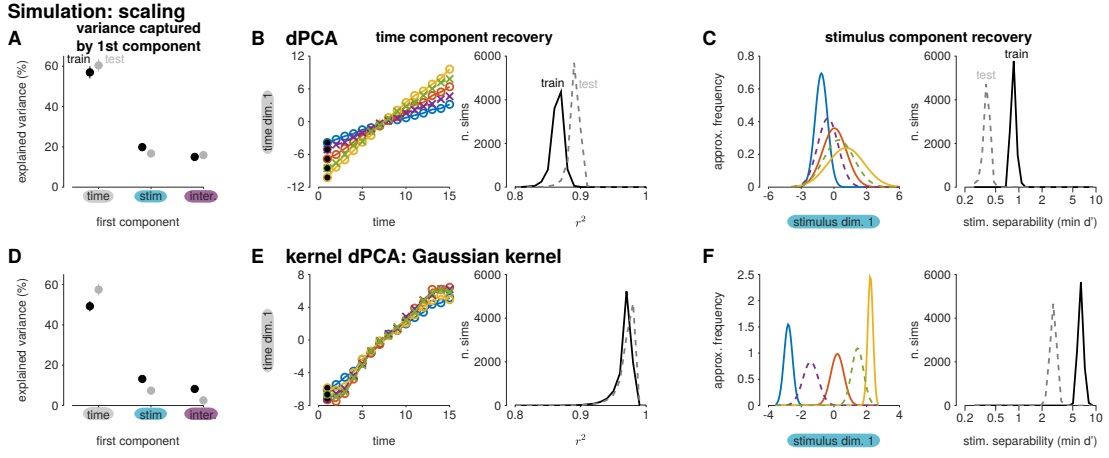 Simulation: scaling
A
variance captured
by 1st component
train
test
60
40
20
0
explained variance (%)
time
stim
inter.
first component
B
dPCA
time component recovery
12
6
0
-6
-12
time dim. 1
0
5
10
15
time
6000
4000
2000
0
n. sims
train
test
0.8
0.9
1
r²
C
stimulus component recovery
0.8
0.6
0.4
0.2
0
approx. frequency
-6
-3
0
3
6
stimulus dim. 1
6000
4000
2000
0
n. sims
test
train
0.2
0.5
1
2
5
10
stim. separability (min d')
D
60
40
20
0
explained variance (%)
time
stim
inter.
first component
E
kernel dPCA: Gaussian kernel
8
4
0
-4
-8
time dim. 1
0
5
10
15
time
6000
4000
2000
0
n. sims
0.8
0.9
1
r²
F
2.5
2
1.5
1
0.5
0
approx. frequency
-6
-4
-2
0
2
4
stimulus dim. 1
6000
4000
2000
0
n. sims
0.2
0.5
1
2
5
10
stim. separability (min d')